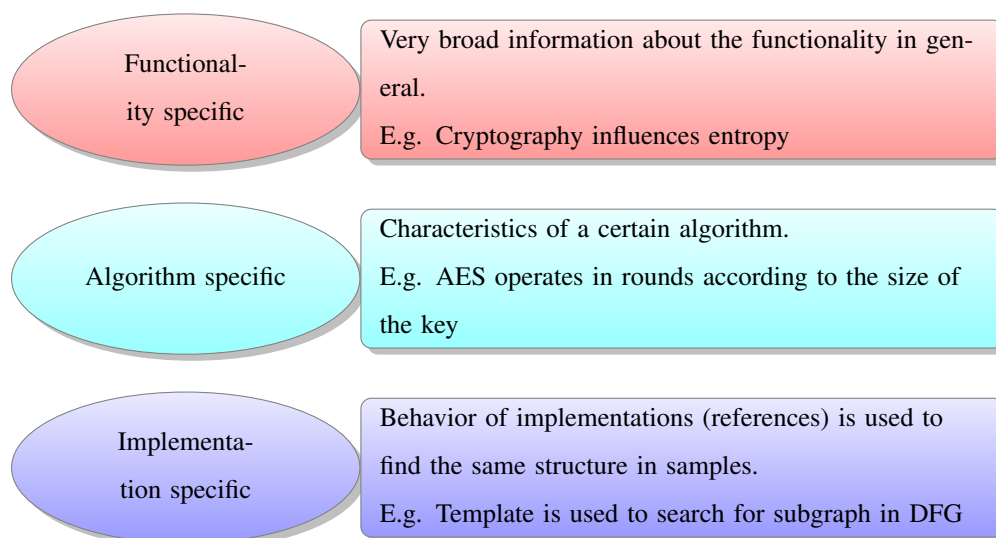 Functional-
ity specific
Very broad information about the functionality in gen-
eral.
E.g. Cryptography influences entropy
Algorithm specific
Characteristics of a certain algorithm.
E.g. AES operates in rounds according to the size of
the key
Implementa-
tion specific
Behavior of implementations (references) is used to
find the same structure in samples.
E.g. Template is used to search for subgraph in DFG